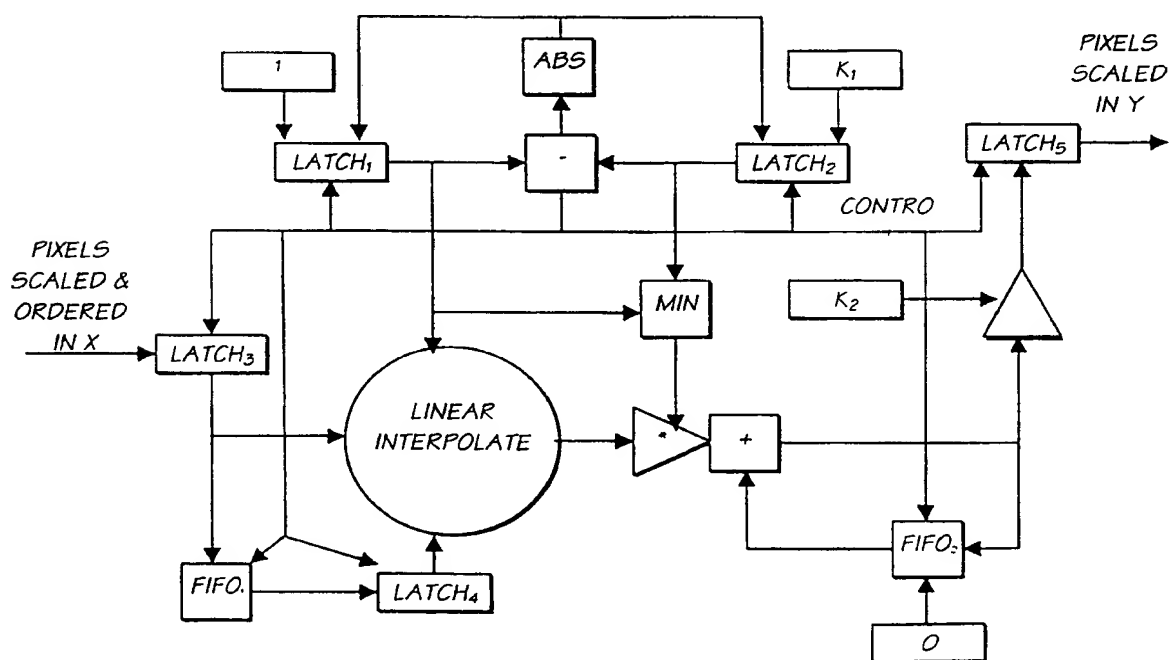 ABS
PIXELS
SCALED
IN Y
1
K₁
LATCH₁
-
LATCH₂
LATCH₅
CONTRO
PIXELS
SCALED &
ORDERED
IN X
MIN
K₂
LATCH₃
LINEAR
INTERPOLATE
*
+
FIFO₁
LATCH₄
FIFO₂
0